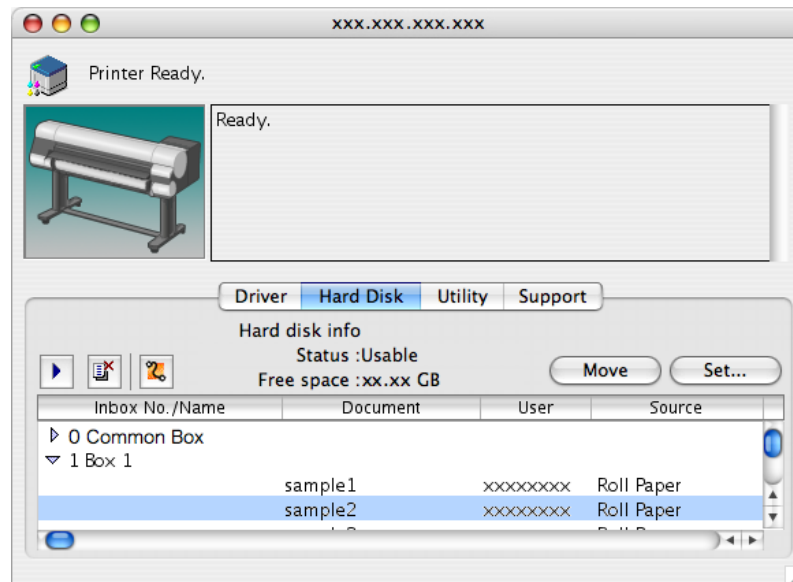 xxx.xxx.xxx.xxx
Printer Ready.
Ready.
Driver Hard Disk Utility Support
Hard disk info
Status :Usable
Free space :xx.xx GB
Move Set...
Inbox No./Name Document User Source
0 Common Box
1 Box 1
sample1 xxxxxxxx Roll Paper
sample2 xxxxxxxx Roll Paper